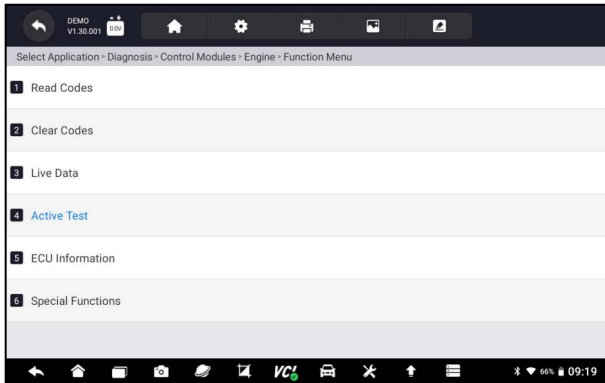 DEMO
V1.30.001
0.0V
Select Application > Diagnosis > Control Modules > Engine > Function Menu
1 Read Codes
2 Clear Codes
3 Live Data
4 Active Test
5 ECU Information
6 Special Functions
VCI 66% 09:19